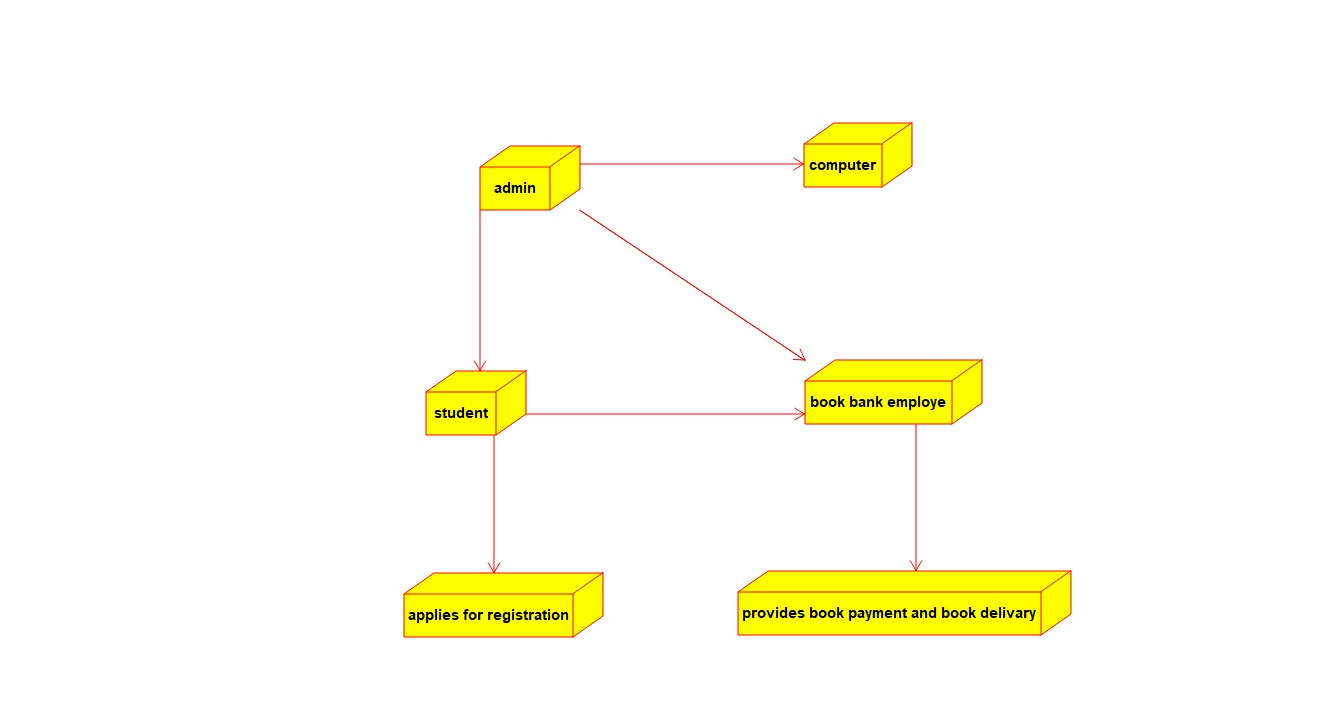 computer
admin
book bank employe
student
provides book payment and book delivary
applies for registration